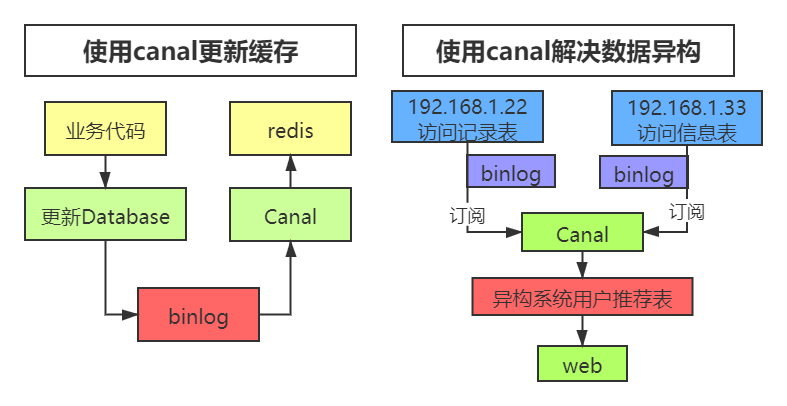 使用canal更新缓存
业务代码
redis
更新Database
Canal
binlog
使用canal解决数据异构
192.168.1.22
访问记录表
192.168.1.33
访问信息表
binlog
binlog
订阅
订阅
Canal
异构系统用户推荐表
web